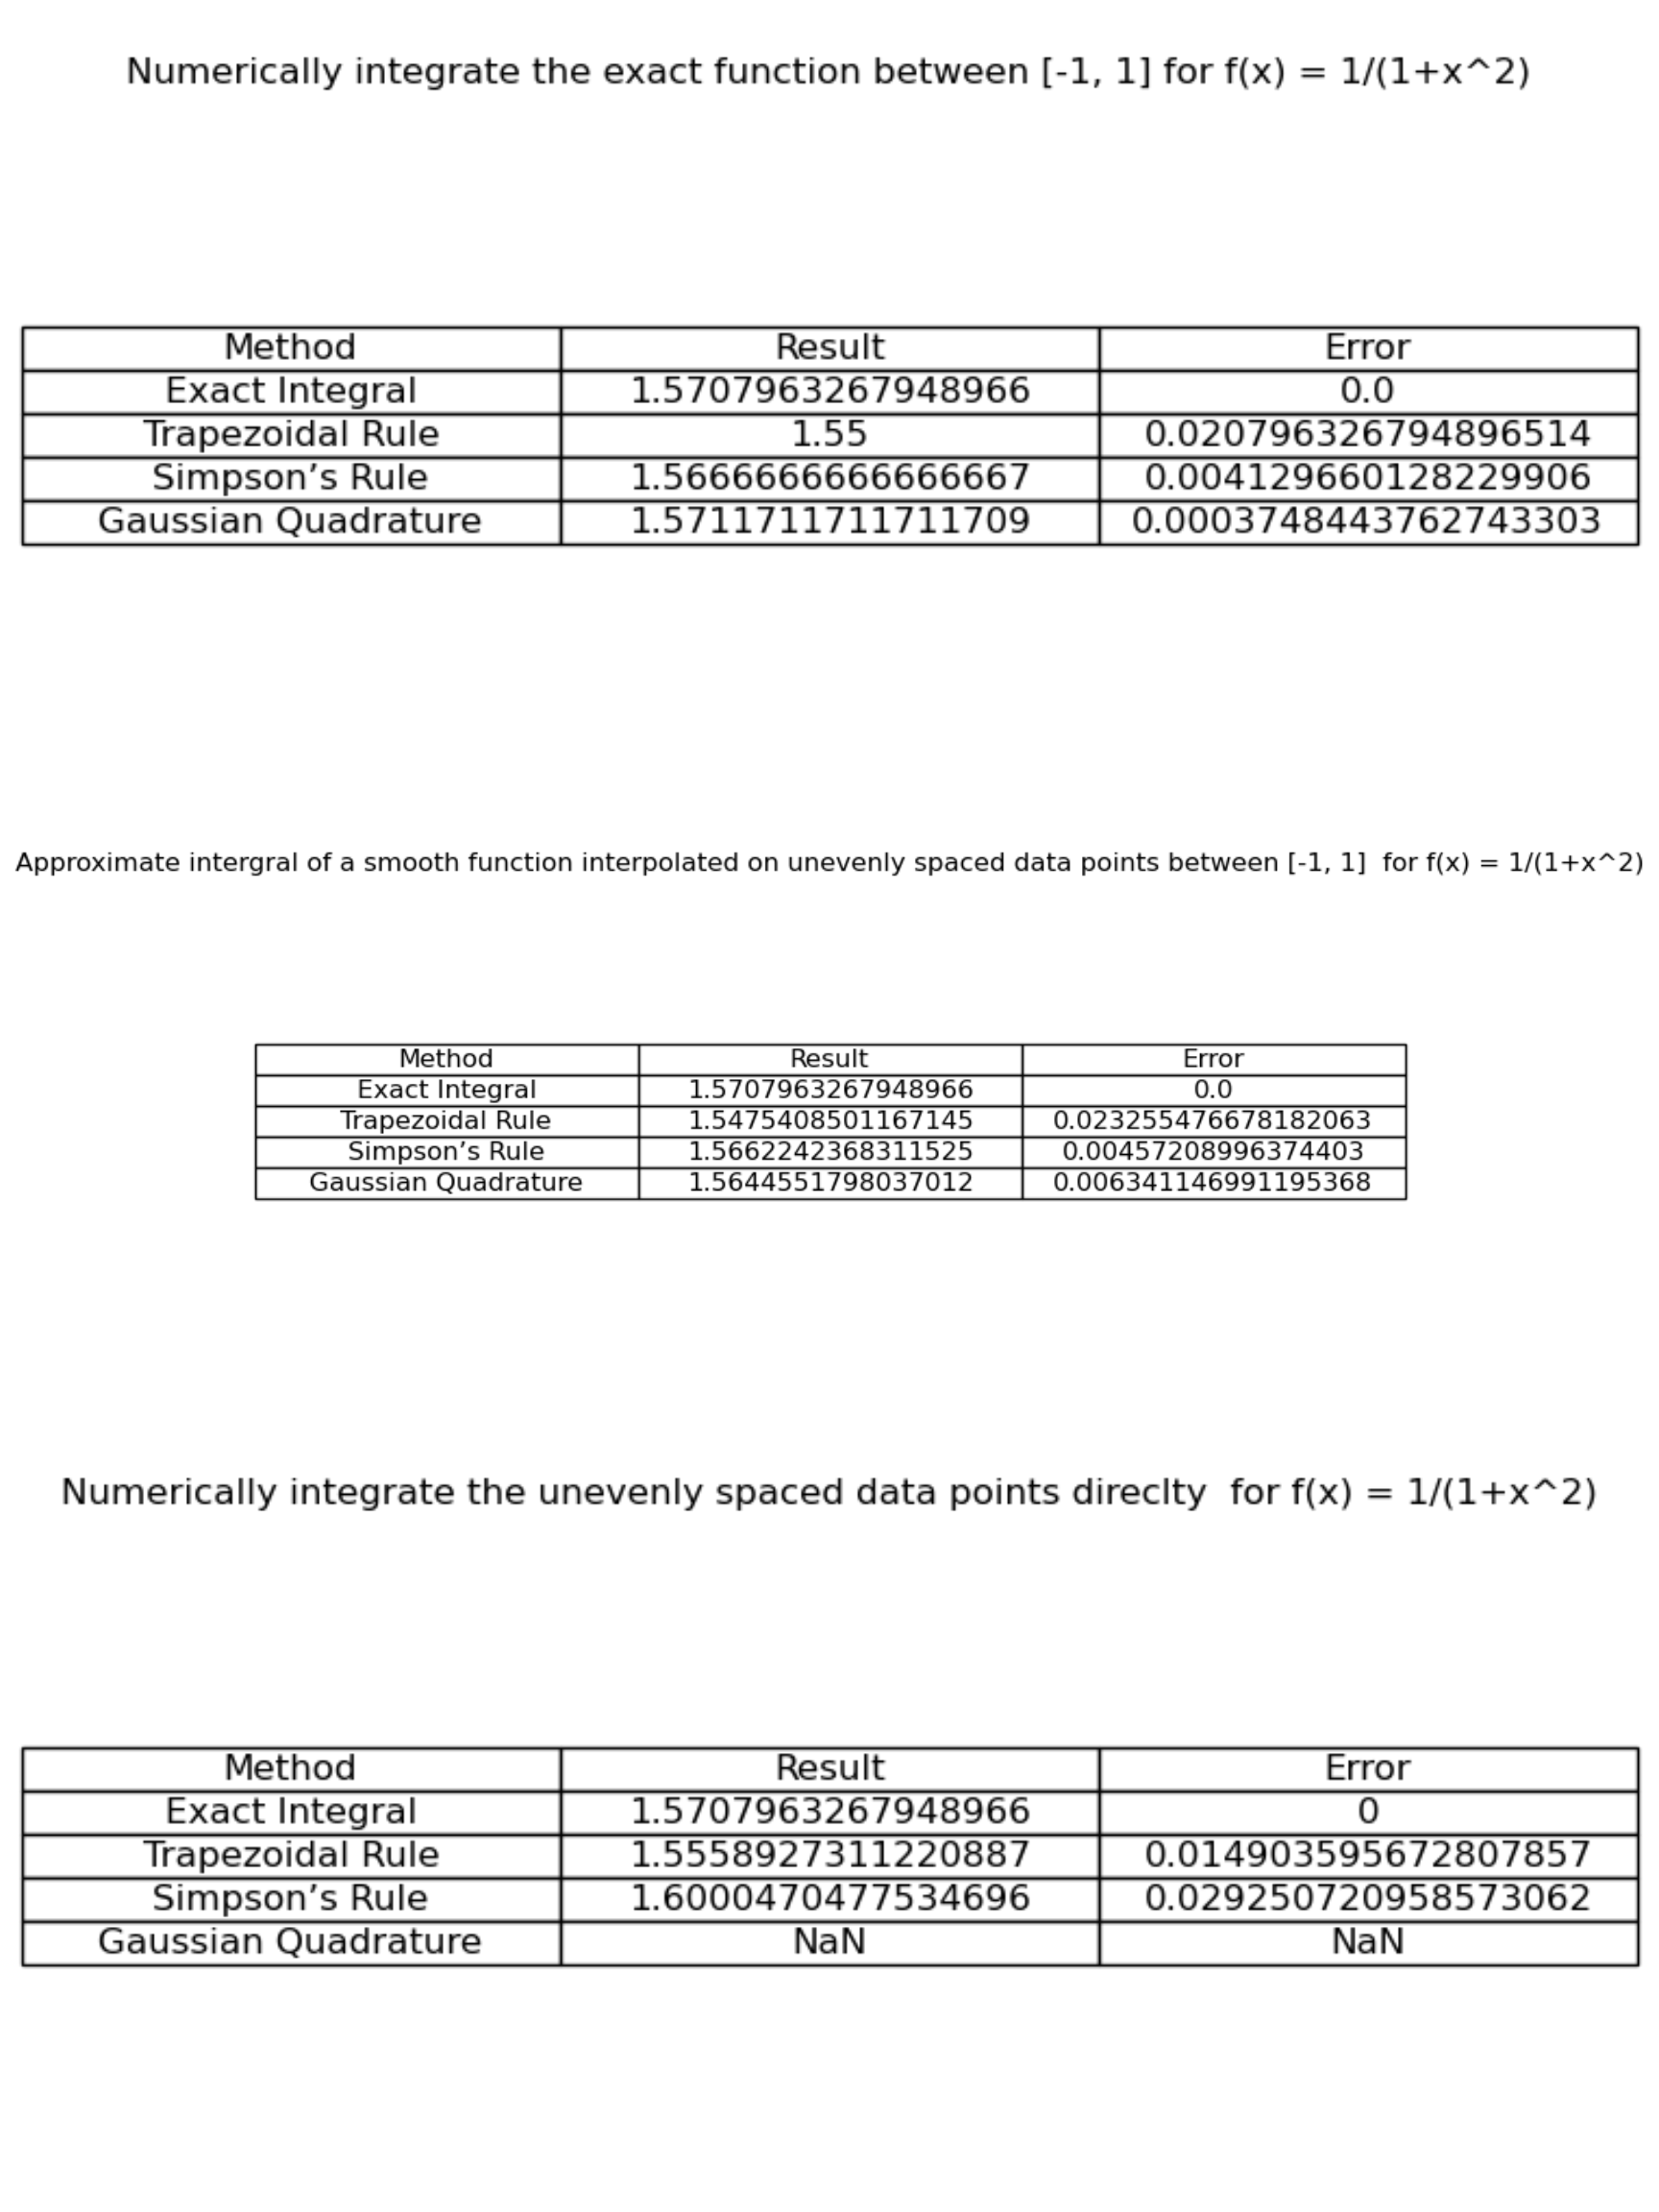 Numerically integrate the exact function between [-1, 1] for f(x) = 1/(1+x^2)
Method Result Error
Exact Integral 1.5707963267948966 0.0
Trapezoidal Rule 1.55 0.020796326794896514
Simpson’s Rule 1.5666666666666667 0.004129660128229906
Gaussian Quadrature 1.5711711711711709 0.0003748443762743303
Approximate intergral of a smooth function interpolated on unevenly spaced data points between [-1, 1]  for f(x) = 1/(1+x^2)
Method Result Error
Exact Integral 1.5707963267948966 0.0
Trapezoidal Rule 1.5475408501167145 0.023255476678182063
Simpson’s Rule 1.5662242368311525 0.004572089963744​03
Gaussian Quadrature 1.5644551798037012 0.006341146991195368
Numerically integrate the unevenly spaced data points direclty  for f(x) = 1/(1+x^2)
Method Result Error
Exact Integral 1.5707963267948966 0
Trapezoidal Rule 1.5558927311220887 0.014903595672807857
Simpson’s Rule 1.6000470477534696 0.029250720958573062
Gaussian Quadrature NaN NaN